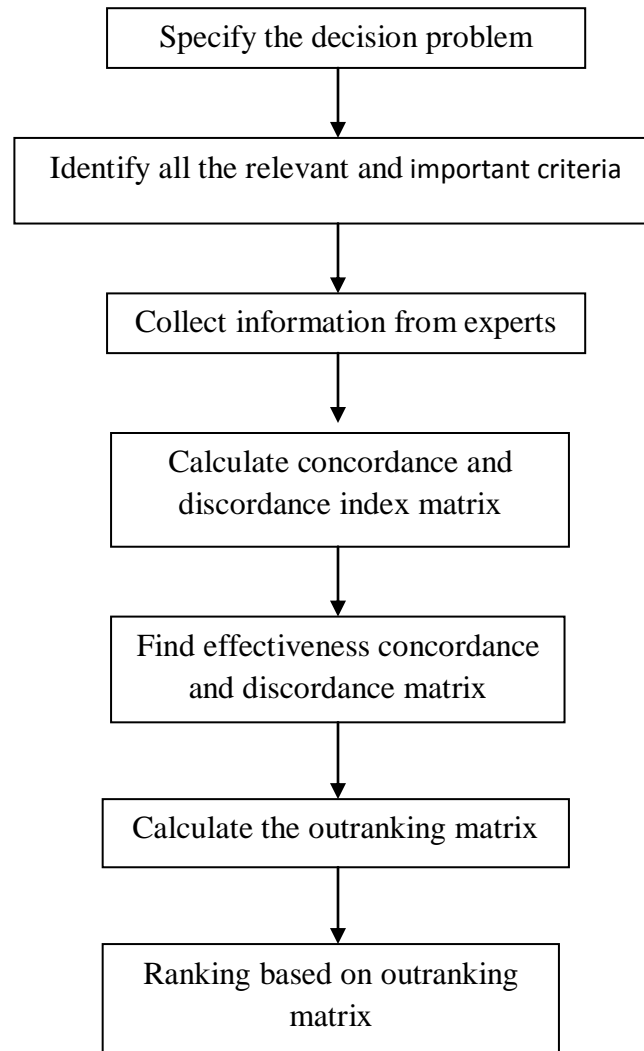 Specify the decision problem
Identify all the relevant and important criteria
Collect information from experts
Calculate concordance and
discordance index matrix
Find effectiveness concordance
and discordance matrix
Calculate the outranking matrix
Ranking based on outranking
matrix